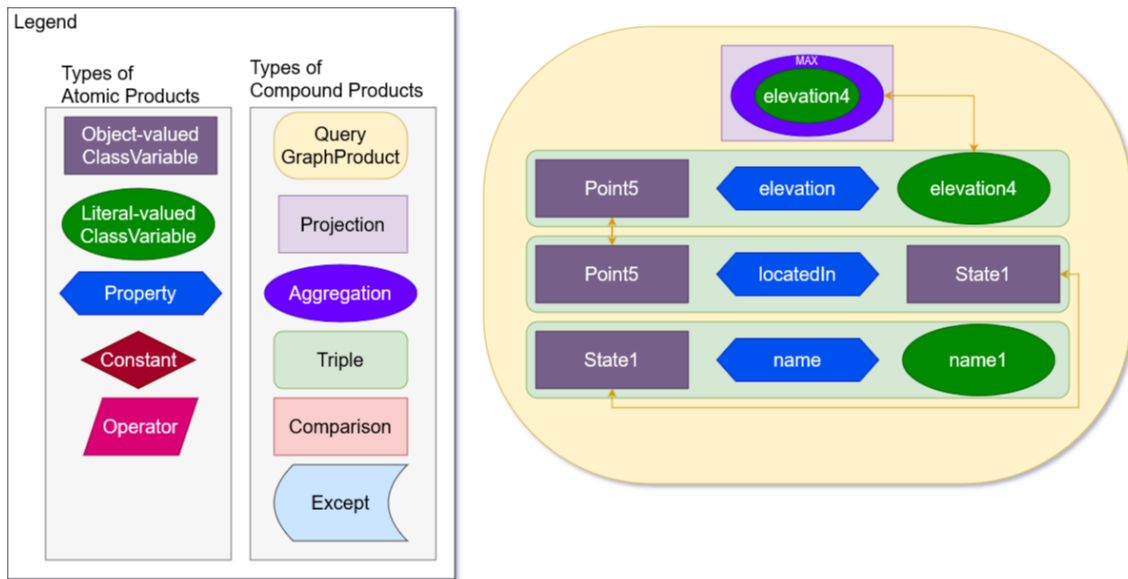 Legend
Types of
Atomic Products
Object-valued
ClassVariable
Literal-valued
ClassVariable
Property
Constant
Operator
Types of
Compound Products
Query
GraphProduct
Projection
Aggregation
Triple
Comparison
Except
MAX
elevation4
Point5
elevation
elevation4
Point5
locatedIn
State1
State1
name
name1